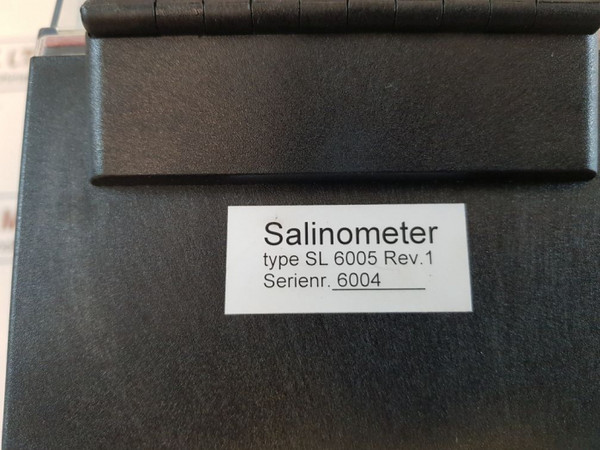 Salinometer
type SL 6005 Rev.1
Serienr. 6004